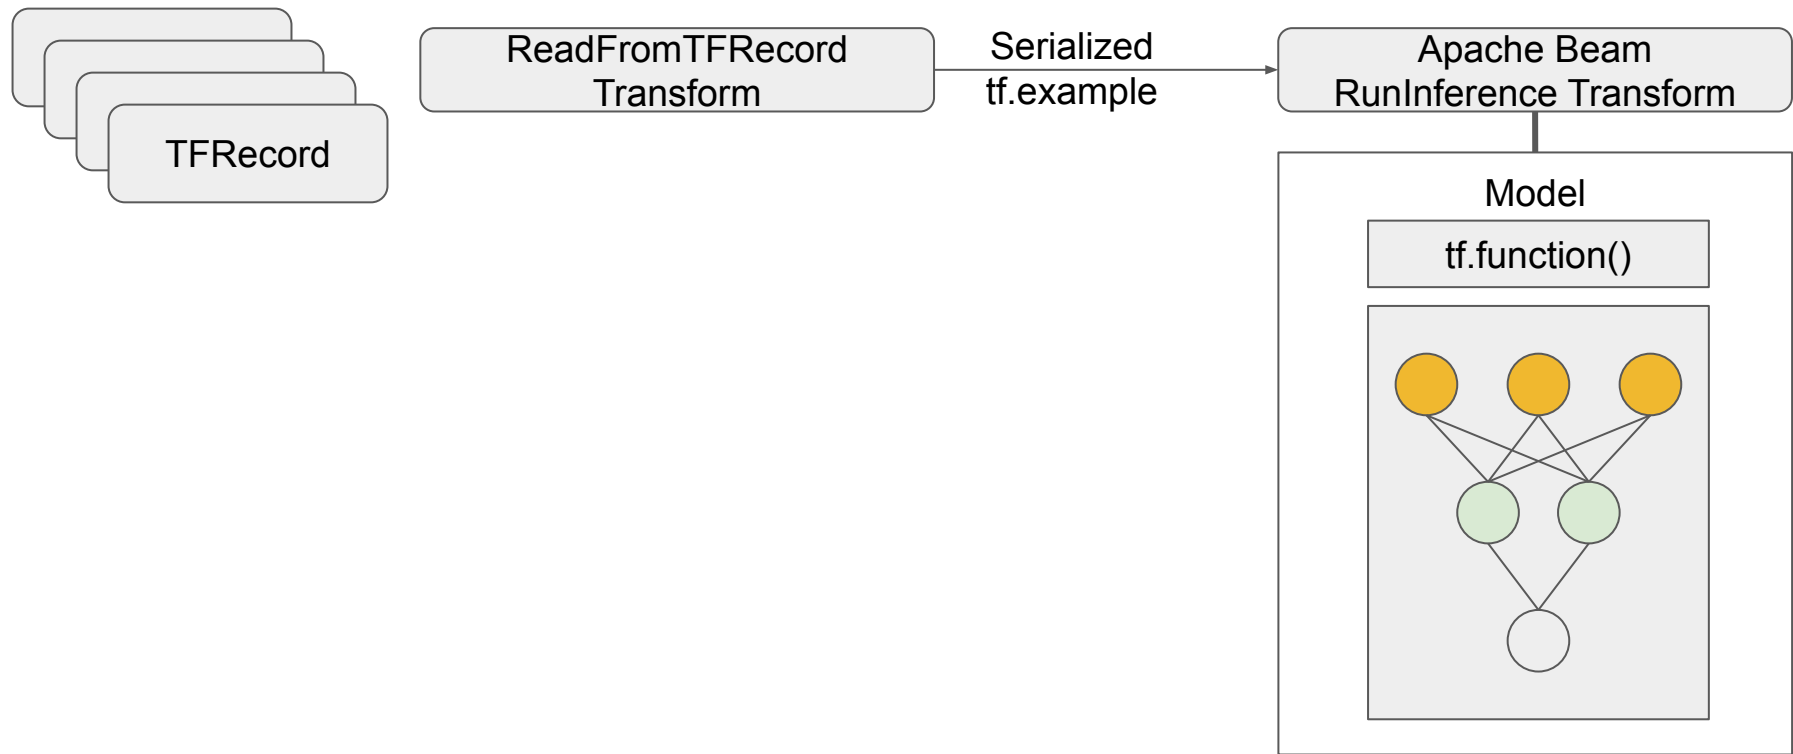 TFRecord
ReadFromTFRecord
Transform
Serialized
tf.example
Apache Beam
RunInference Transform
Model
tf.function()